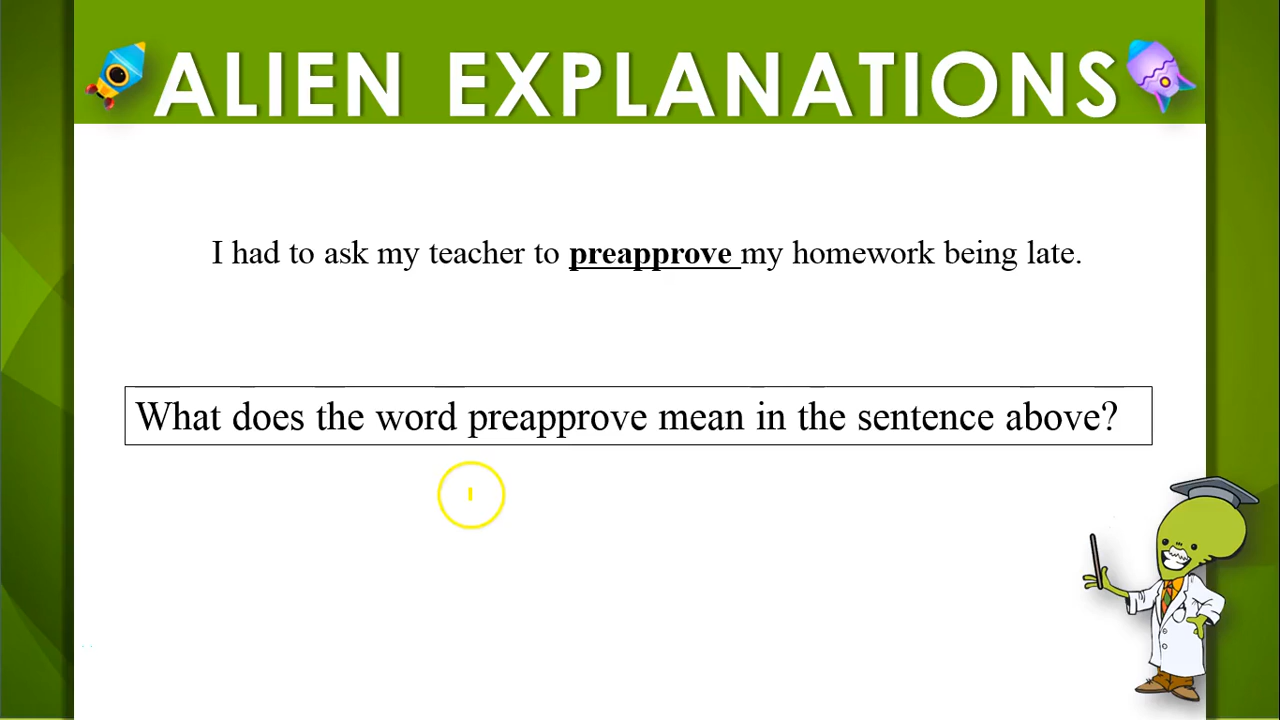 ALIEN EXPLANATIONS
I had to ask my teacher to preapprove my homework being late.
What does the word preapprove mean in the sentence above?